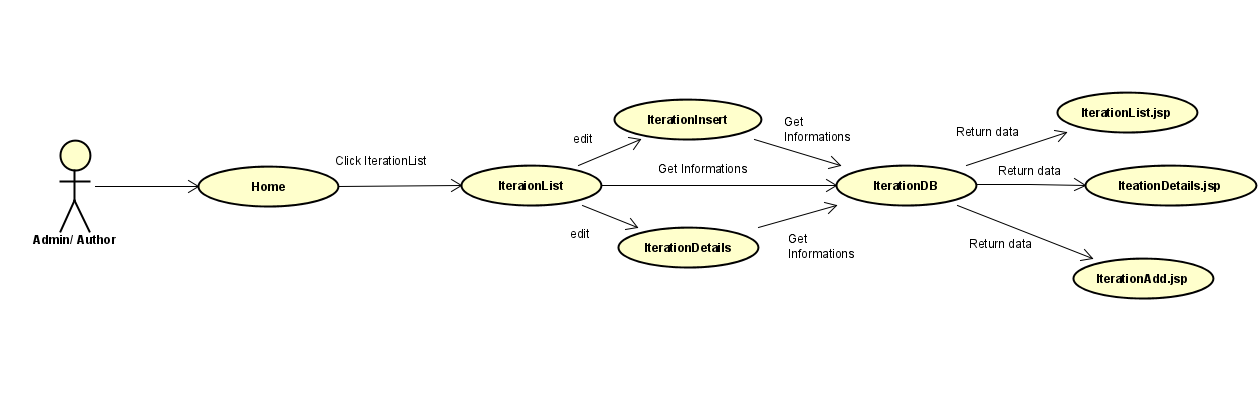 Admin/ Author
Home
Click IterationList
IteraionList
edit
IterationInsert
Get
Informations
Get Informations
edit
IterationDetails
Get
Informations
IterationDB
Return data
IterationList.jsp
Return data
IteationDetails.jsp
Return data
IterationAdd.jsp